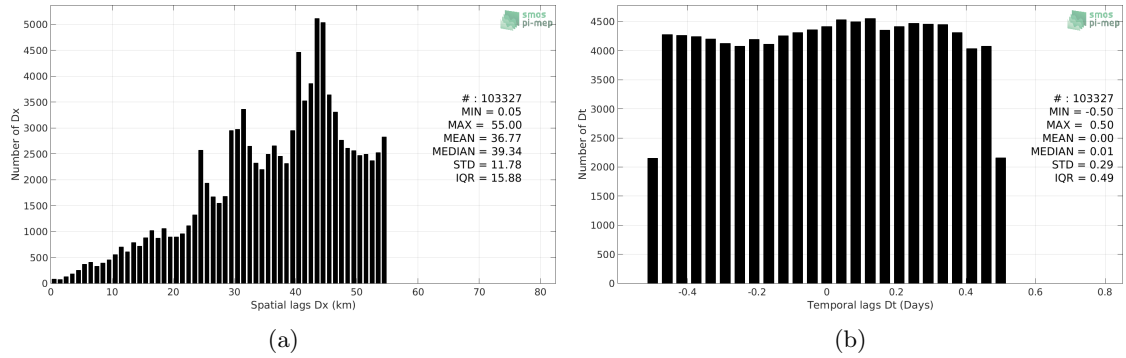 smos
pi-mep
5000
4500
4000
3500
3000
2500
2000
1500
1000
500
0
Number of Dx
# : 103327
MIN = 0.05
MAX = 55.00
MEAN = 36.77
MEDIAN = 39.34
STD = 11.78
IQR = 15.88
0 10 20 30 40 50 60 70 80
Spatial lags Dx (km)
(a)
smos
pi-mep
4500
4000
3500
3000
2500
2000
1500
1000
500
0
Number of Dt
# : 103327
MIN = -0.50
MAX = 0.50
MEAN = 0.00
MEDIAN = 0.01
STD = 0.29
IQR = 0.49
-0.4 -0.2 0 0.2 0.4 0.6 0.8
Temporal lags Dt (Days)
(b)